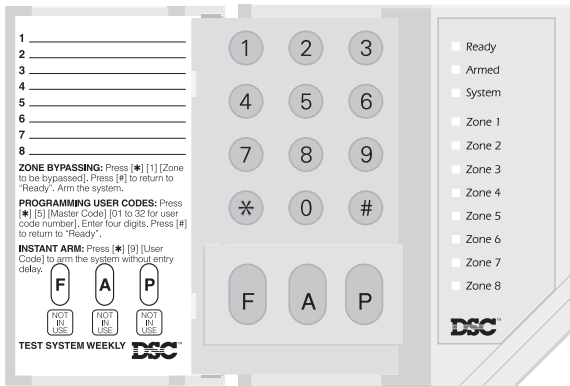 1
2
3
4
5
6
7
8
ZONE BYPASSING: Press [✱] [1] [Zone
to be bypassed]. Press [#] to return to
“Ready”. Arm the system.
PROGRAMMING USER CODES: Press
[✱] [5] [Master Code] [01 to 32 for user
code number]. Enter four digits. Press [#]
to return to “Ready”.
INSTANT ARM: Press [✱] [9] [User
Code] to arm the system without entry
delay.
F A P
NOT IN USE NOT IN USE NOT IN USE
TEST SYSTEM WEEKLY DSC™
1 2 3
4 5 6
7 8 9
✱ 0 #
F A P
Ready
Armed
System
Zone 1
Zone 2
Zone 3
Zone 4
Zone 5
Zone 6
Zone 7
Zone 8
DSC™